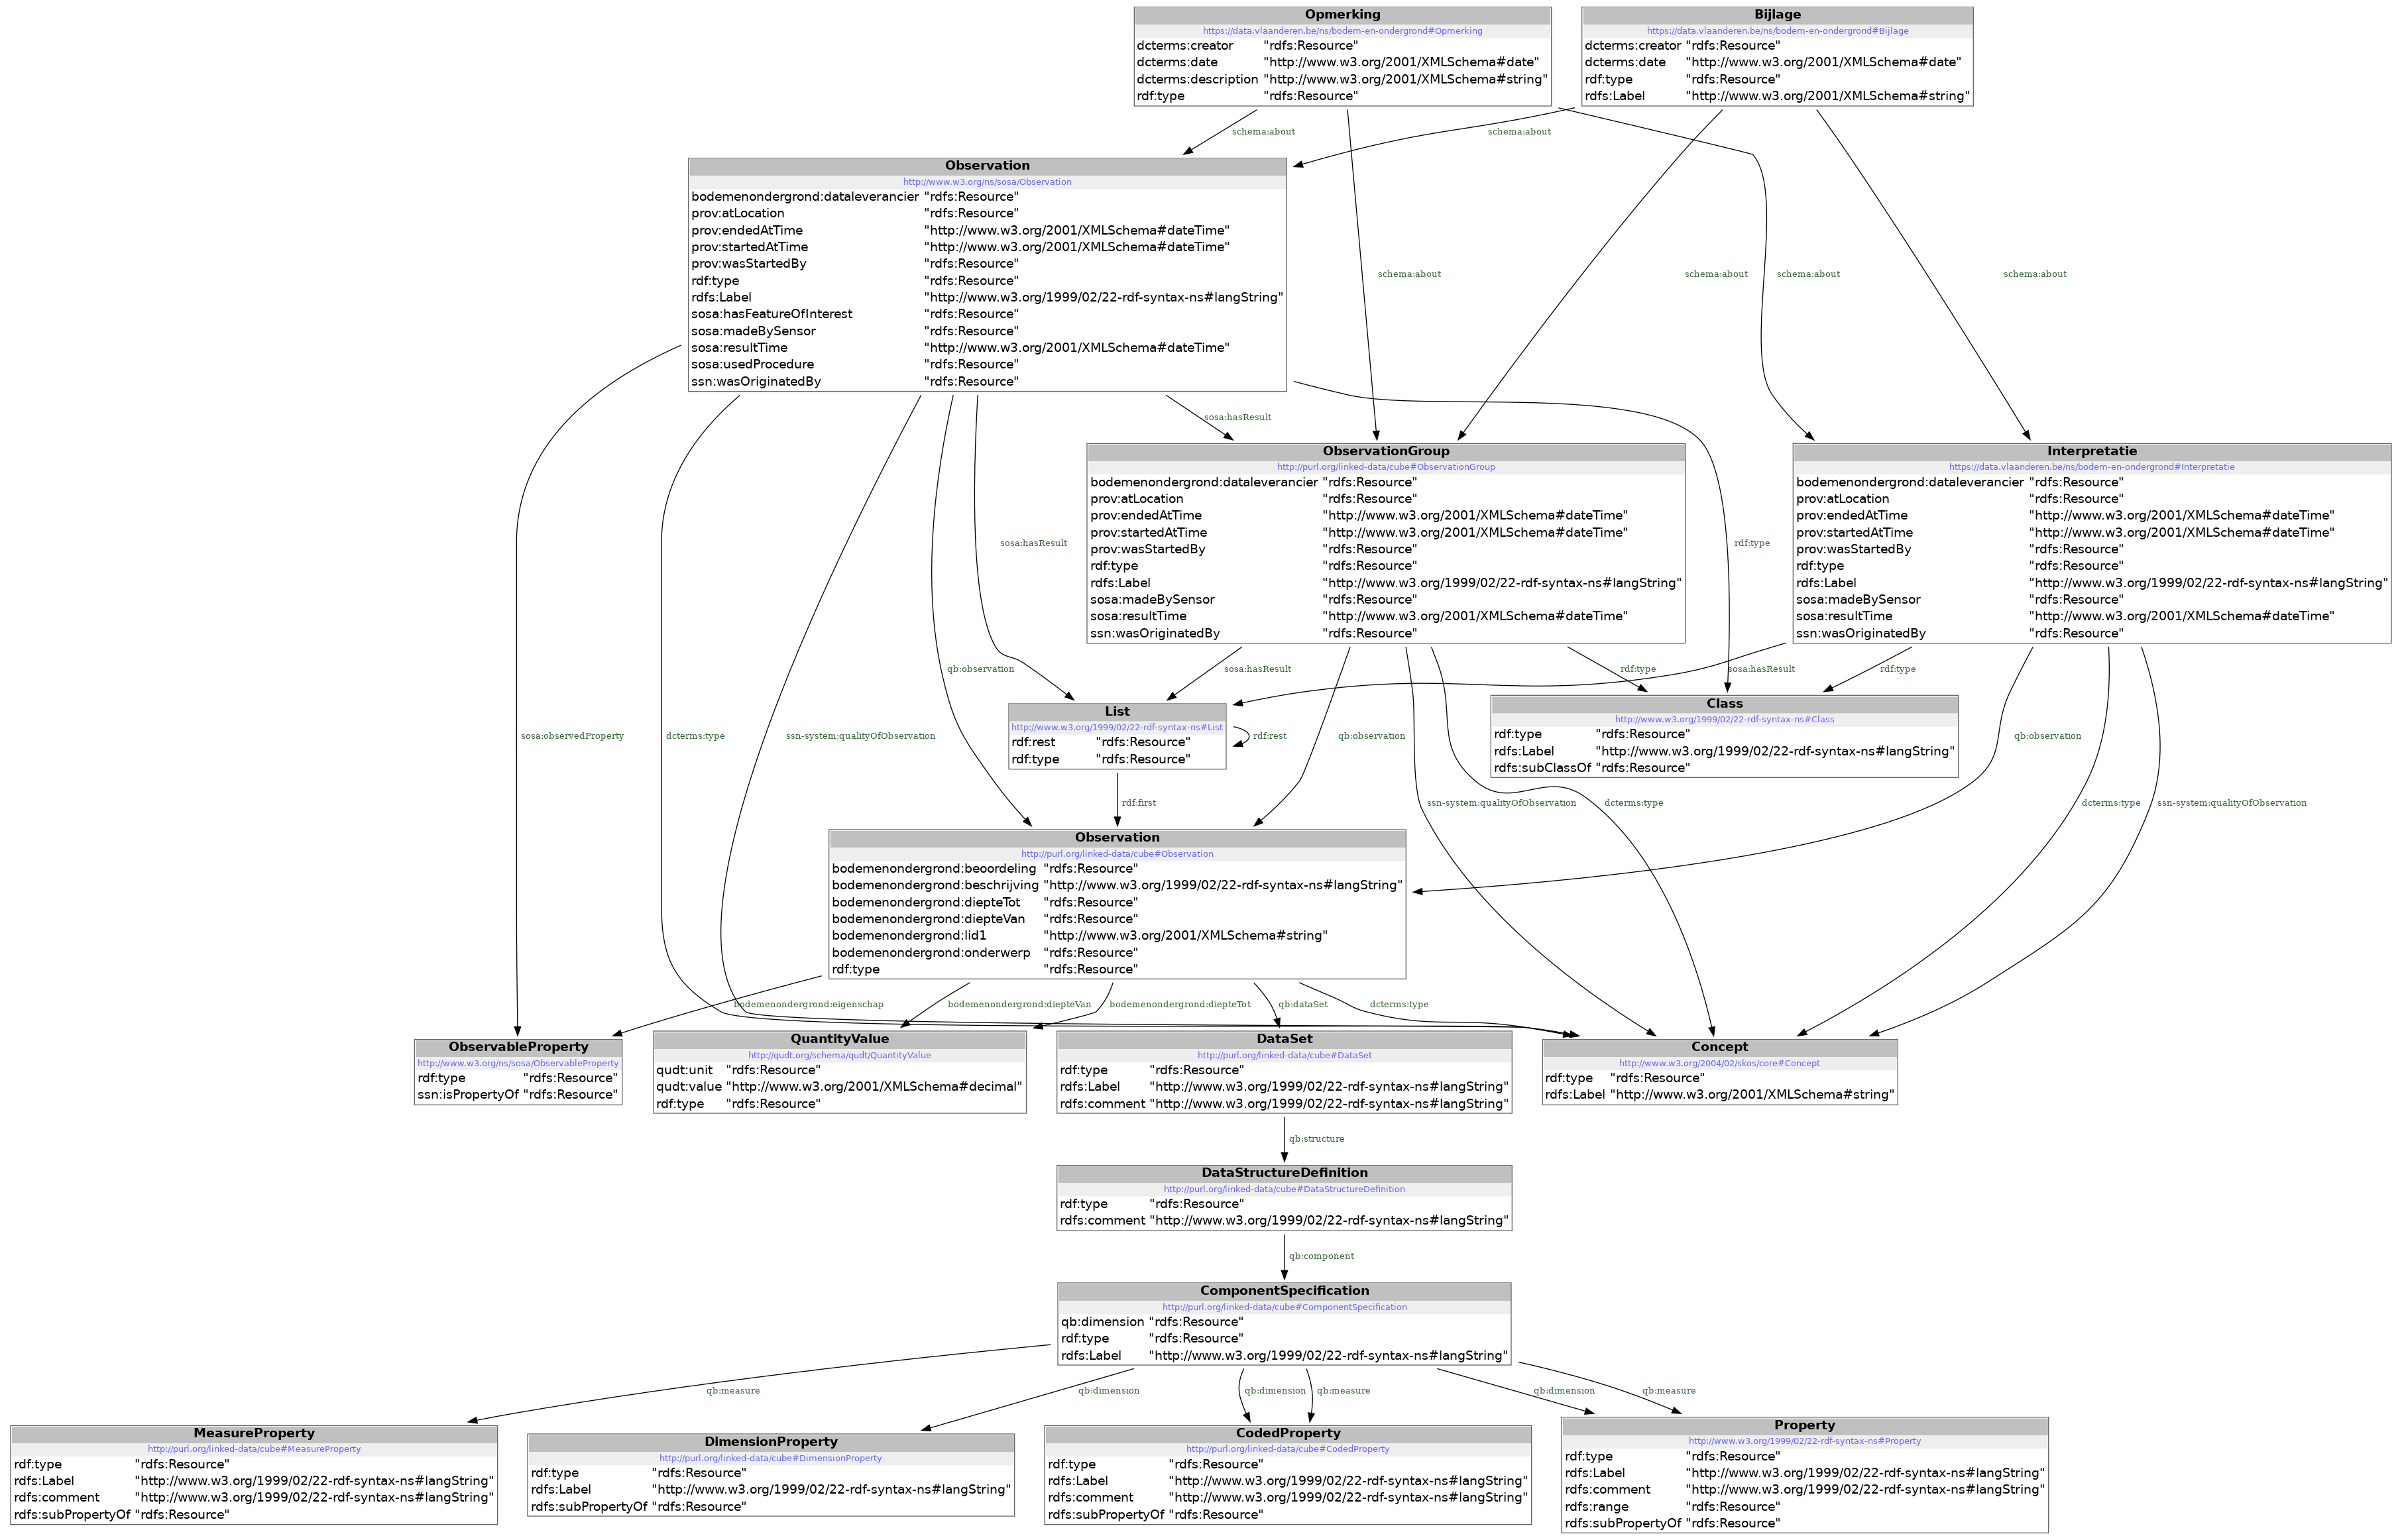 Opmerking
https://data.vlaanderen.be/ns/bodem-en-ondergrond#Opmerking
dcterms:creator "rdfs:Resource"
dcterms:date "http://www.w3.org/2001/XMLSchema#date"
dcterms:description "http://www.w3.org/2001/XMLSchema#string"
rdf:type "rdfs:Resource"
Bijlage
https://data.vlaanderen.be/ns/bodem-en-ondergrond#Bijlage
dcterms:creator "rdfs:Resource"
dcterms:date "http://www.w3.org/2001/XMLSchema#date"
rdf:type "rdfs:Resource"
rdfs:Label "http://www.w3.org/2001/XMLSchema#string"
schema:about
schema:about
Observation
http://www.w3.org/ns/sosa/Observation
bodemenondergrond:dataleverancier "rdfs:Resource"
prov:atLocation "rdfs:Resource"
prov:endedAtTime "http://www.w3.org/2001/XMLSchema#dateTime"
prov:startedAtTime "http://www.w3.org/2001/XMLSchema#dateTime"
prov:wasStartedBy "rdfs:Resource"
rdf:type "rdfs:Resource"
rdfs:Label "http://www.w3.org/1999/02/22-rdf-syntax-ns#langString"
sosa:hasFeatureOfInterest "rdfs:Resource"
sosa:madeBySensor "rdfs:Resource"
sosa:resultTime "http://www.w3.org/2001/XMLSchema#dateTime"
sosa:usedProcedure "rdfs:Resource"
ssn:wasOriginatedBy "rdfs:Resource"
schema:about
schema:about
schema:about
schema:about
sosa:hasResult
ObservationGroup
http://purl.org/linked-data/cube#ObservationGroup
bodemenondergrond:dataleverancier "rdfs:Resource"
prov:atLocation "rdfs:Resource"
prov:endedAtTime "http://www.w3.org/2001/XMLSchema#dateTime"
prov:startedAtTime "http://www.w3.org/2001/XMLSchema#dateTime"
prov:wasStartedBy "rdfs:Resource"
rdf:type "rdfs:Resource"
rdfs:Label "http://www.w3.org/1999/02/22-rdf-syntax-ns#langString"
sosa:madeBySensor "rdfs:Resource"
sosa:resultTime "http://www.w3.org/2001/XMLSchema#dateTime"
ssn:wasOriginatedBy "rdfs:Resource"
Interpretatie
https://data.vlaanderen.be/ns/bodem-en-ondergrond#Interpretatie
bodemenondergrond:dataleverancier "rdfs:Resource"
prov:atLocation "rdfs:Resource"
prov:endedAtTime "http://www.w3.org/2001/XMLSchema#dateTime"
prov:startedAtTime "http://www.w3.org/2001/XMLSchema#dateTime"
prov:wasStartedBy "rdfs:Resource"
rdf:type "rdfs:Resource"
rdfs:Label "http://www.w3.org/1999/02/22-rdf-syntax-ns#langString"
sosa:madeBySensor "rdfs:Resource"
sosa:resultTime "http://www.w3.org/2001/XMLSchema#dateTime"
ssn:wasOriginatedBy "rdfs:Resource"
sosa:hasResult
rdf:type
qb:observation
sosa:hasResult
rdf:type
sosa:hasResult
rdf:type
List
http://www.w3.org/1999/02/22-rdf-syntax-ns#List
rdf:rest "rdfs:Resource"
rdf:type "rdfs:Resource"
Class
http://www.w3.org/1999/02/22-rdf-syntax-ns#Class
rdf:type "rdfs:Resource"
rdfs:Label "http://www.w3.org/1999/02/22-rdf-syntax-ns#langString"
rdfs:subClassOf "rdfs:Resource"
sosa:observedProperty
dcterms:type
ssn-system:qualityOfObservation
rdf:rest
qb:observation
qb:observation
rdf:first
ssn-system:qualityOfObservation
dcterms:type
dcterms:type
ssn-system:qualityOfObservation
Observation
http://purl.org/linked-data/cube#Observation
bodemenondergrond:beoordeling "rdfs:Resource"
bodemenondergrond:beschrijving "http://www.w3.org/1999/02/22-rdf-syntax-ns#langString"
bodemenondergrond:diepteTot "rdfs:Resource"
bodemenondergrond:diepteVan "rdfs:Resource"
bodemenondergrond:lid1 "http://www.w3.org/2001/XMLSchema#string"
bodemenondergrond:onderwerp "rdfs:Resource"
rdf:type "rdfs:Resource"
bodemenondergrond:eigenschap
bodemenondergrond:diepteVan
bodemenondergrond:diepteTot
qb:dataSet
dcterms:type
ObservableProperty
http://www.w3.org/ns/sosa/ObservableProperty
rdf:type "rdfs:Resource"
ssn:isPropertyOf "rdfs:Resource"
QuantityValue
http://qudt.org/schema/qudt/QuantityValue
qudt:unit "rdfs:Resource"
qudt:value "http://www.w3.org/2001/XMLSchema#decimal"
rdf:type "rdfs:Resource"
DataSet
http://purl.org/linked-data/cube#DataSet
rdf:type "rdfs:Resource"
rdfs:Label "http://www.w3.org/1999/02/22-rdf-syntax-ns#langString"
rdfs:comment "http://www.w3.org/1999/02/22-rdf-syntax-ns#langString"
Concept
http://www.w3.org/2004/02/skos/core#Concept
rdf:type "rdfs:Resource"
rdfs:Label "http://www.w3.org/2001/XMLSchema#string"
qb:structure
DataStructureDefinition
http://purl.org/linked-data/cube#DataStructureDefinition
rdf:type "rdfs:Resource"
rdfs:comment "http://www.w3.org/1999/02/22-rdf-syntax-ns#langString"
qb:component
ComponentSpecification
http://purl.org/linked-data/cube#ComponentSpecification
qb:dimension "rdfs:Resource"
rdf:type "rdfs:Resource"
rdfs:Label "http://www.w3.org/1999/02/22-rdf-syntax-ns#langString"
qb:measure
qb:dimension
qb:dimension
qb:measure
qb:dimension
qb:measure
MeasureProperty
http://purl.org/linked-data/cube#MeasureProperty
rdf:type "rdfs:Resource"
rdfs:Label "http://www.w3.org/1999/02/22-rdf-syntax-ns#langString"
rdfs:comment "http://www.w3.org/1999/02/22-rdf-syntax-ns#langString"
rdfs:subPropertyOf "rdfs:Resource"
DimensionProperty
http://purl.org/linked-data/cube#DimensionProperty
rdf:type "rdfs:Resource"
rdfs:Label "http://www.w3.org/1999/02/22-rdf-syntax-ns#langString"
rdfs:subPropertyOf "rdfs:Resource"
CodedProperty
http://purl.org/linked-data/cube#CodedProperty
rdf:type "rdfs:Resource"
rdfs:Label "http://www.w3.org/1999/02/22-rdf-syntax-ns#langString"
rdfs:comment "http://www.w3.org/1999/02/22-rdf-syntax-ns#langString"
rdfs:subPropertyOf "rdfs:Resource"
Property
http://www.w3.org/1999/02/22-rdf-syntax-ns#Property
rdf:type "rdfs:Resource"
rdfs:Label "http://www.w3.org/1999/02/22-rdf-syntax-ns#langString"
rdfs:comment "http://www.w3.org/1999/02/22-rdf-syntax-ns#langString"
rdfs:range "rdfs:Resource"
rdfs:subPropertyOf "rdfs:Resource"